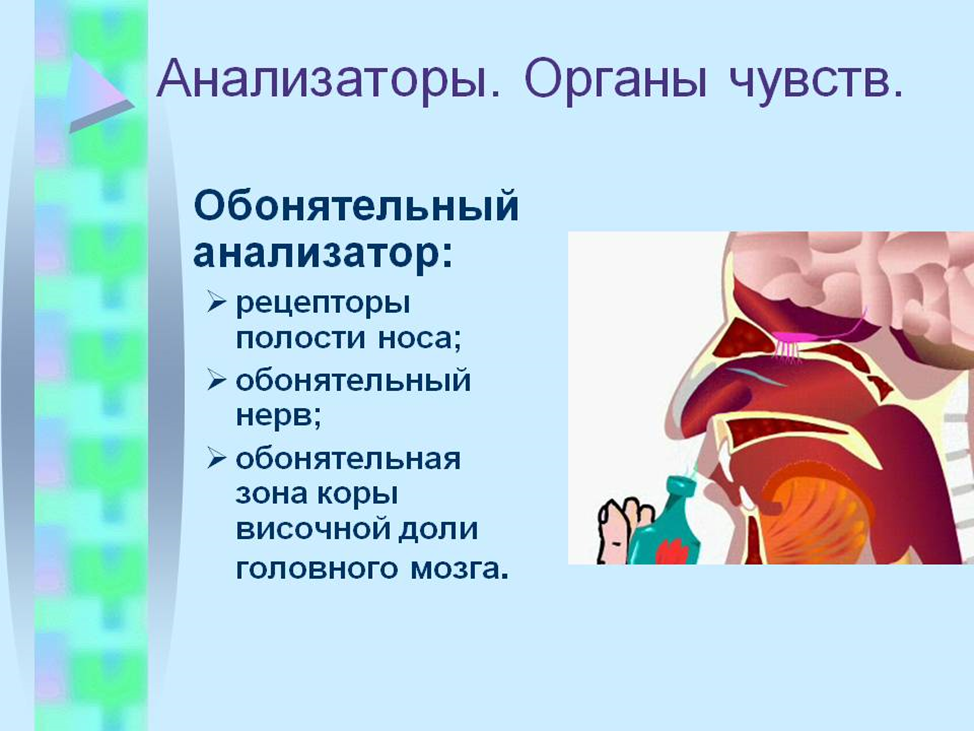 Анализаторы. Органы чувств.
Обонятельный
анализатор:
рецепторы
полости носа;
обонятельный
нерв;
обонятельная
зона коры
височной доли
головного мозга.